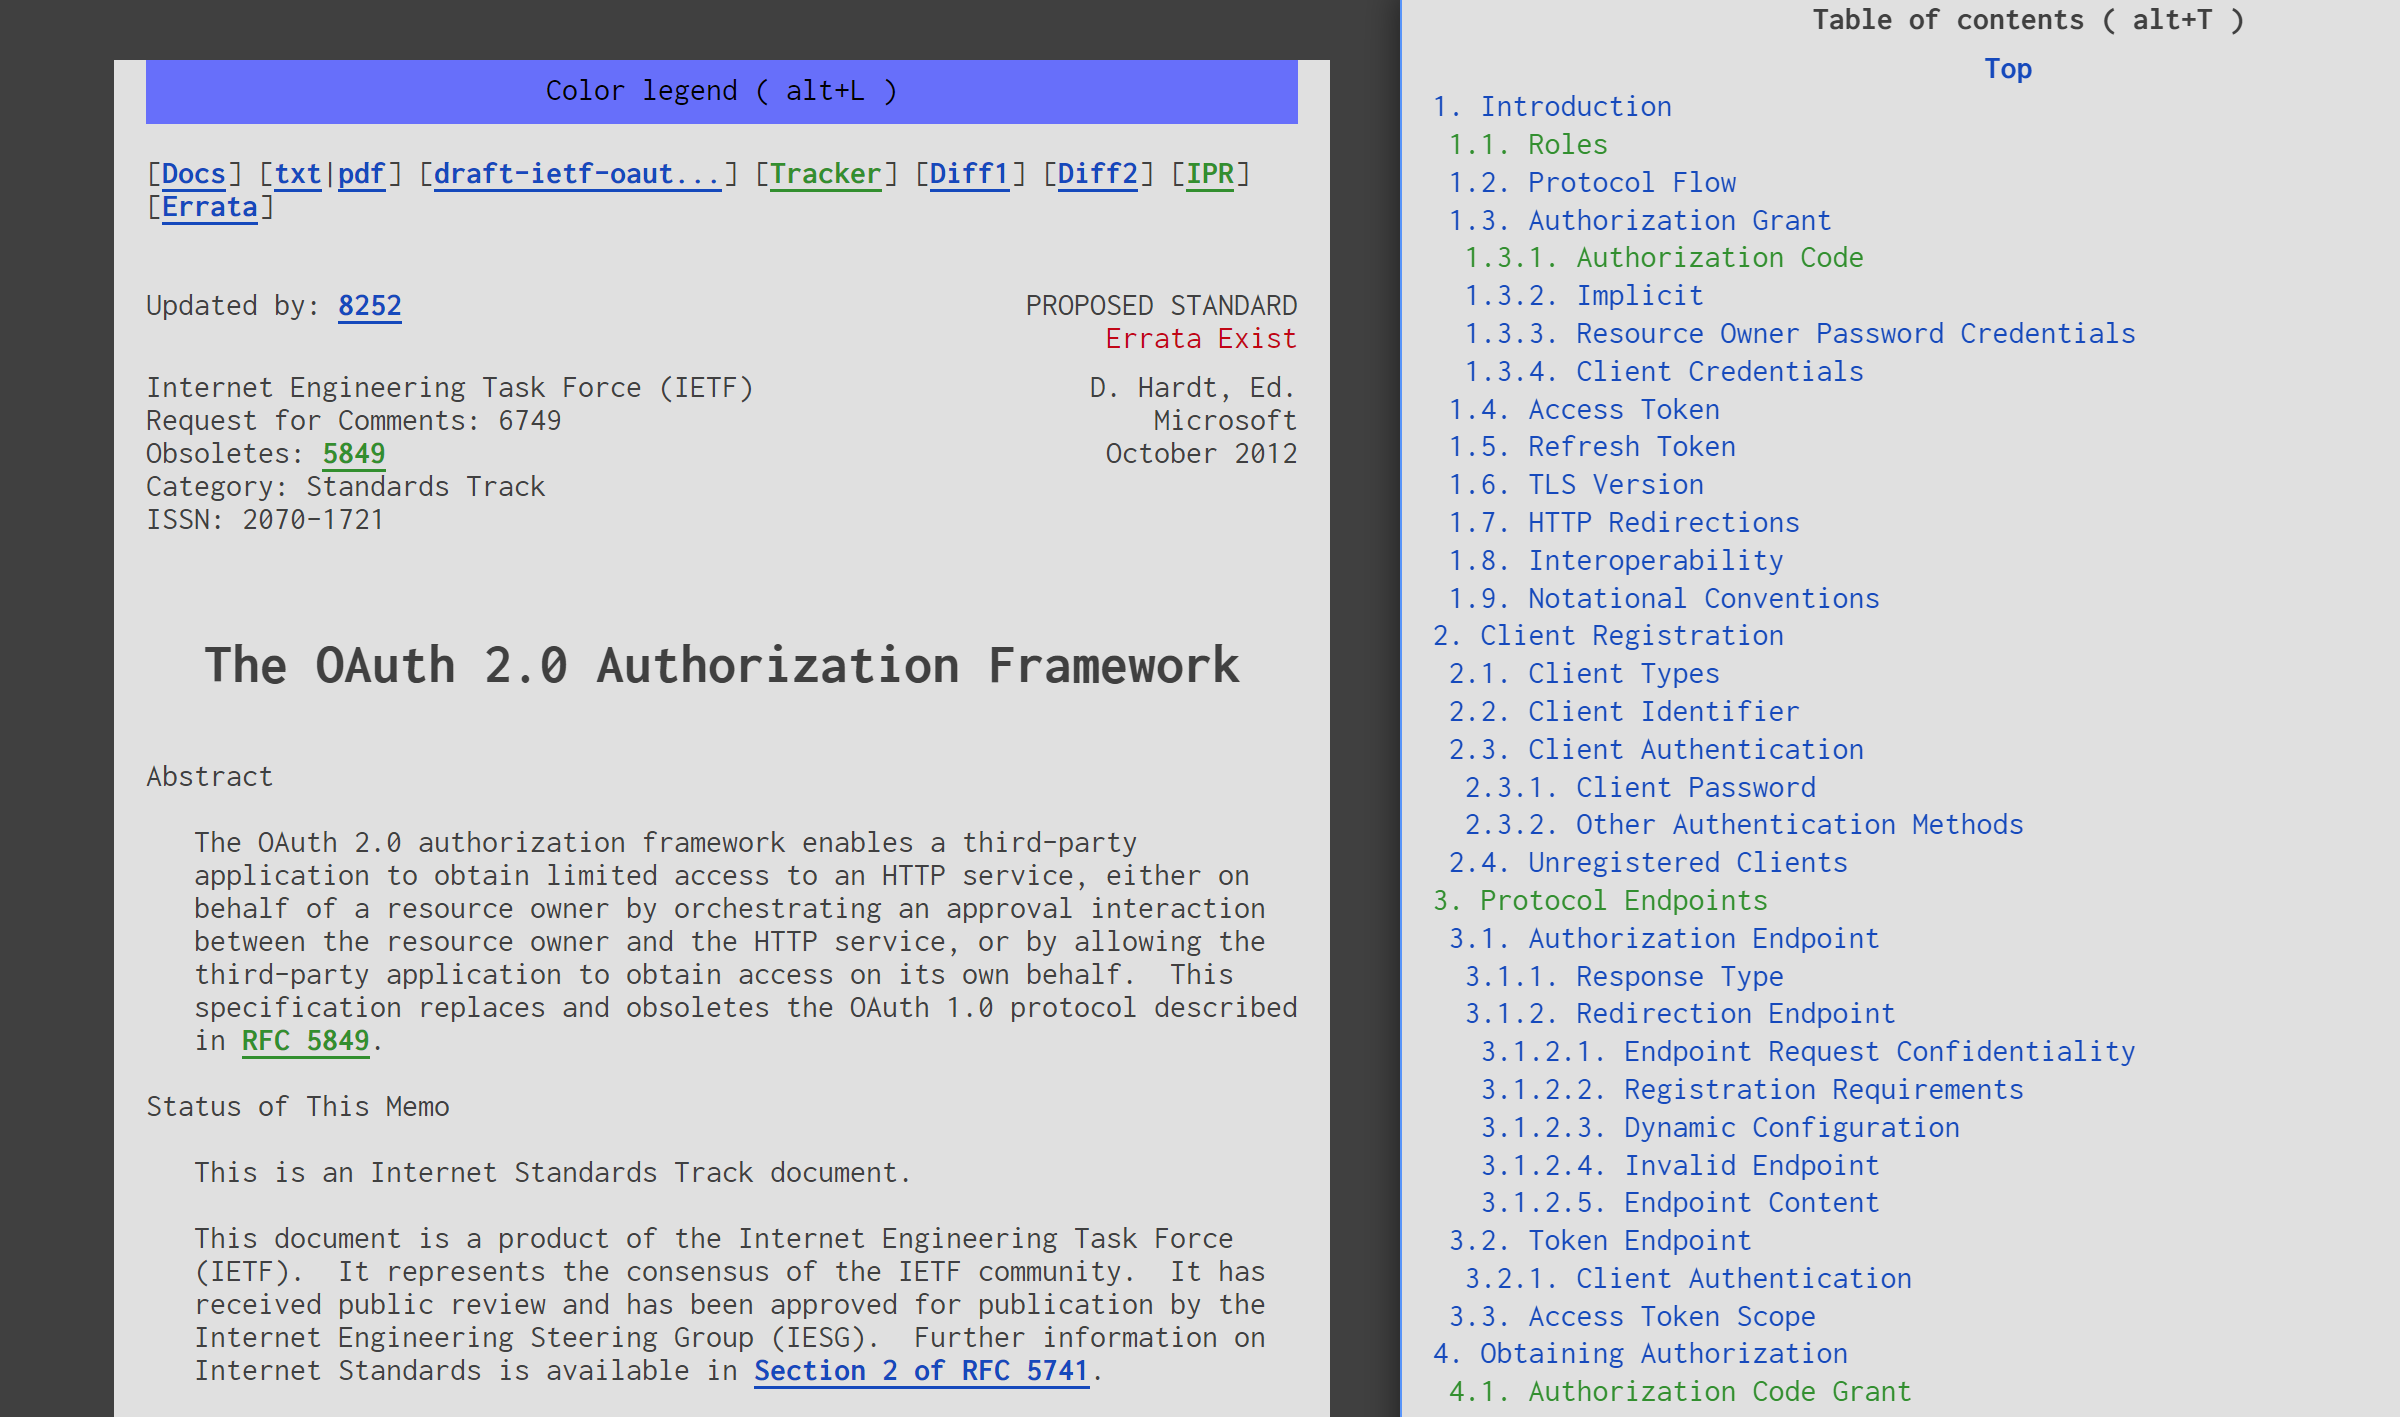 Color legend ( alt+L )
[Docs] [txt|pdf] [draft-ietf-oaut...] [Tracker] [Diff1] [Diff2] [IPR]
[Errata]
Updated by: 8252 PROPOSED STANDARD
Errata Exist
Internet Engineering Task Force (IETF) D. Hardt, Ed.
Request for Comments: 6749 Microsoft
Obsoletes: 5849 October 2012
Category: Standards Track
ISSN: 2070-1721
The OAuth 2.0 Authorization Framework
Abstract
The OAuth 2.0 authorization framework enables a third-party
application to obtain limited access to an HTTP service, either on
behalf of a resource owner by orchestrating an approval interaction
between the resource owner and the HTTP service, or by allowing the
third-party application to obtain access on its own behalf.  This
specification replaces and obsoletes the OAuth 1.0 protocol described
in RFC 5849.
Status of This Memo
This is an Internet Standards Track document.
This document is a product of the Internet Engineering Task Force
(IETF).  It represents the consensus of the IETF community.  It has
received public review and has been approved for publication by the
Internet Engineering Steering Group (IESG).  Further information on
Internet Standards is available in Section 2 of RFC 5741.
Table of contents ( alt+T )
Top
1. Introduction
1.1. Roles
1.2. Protocol Flow
1.3. Authorization Grant
1.3.1. Authorization Code
1.3.2. Implicit
1.3.3. Resource Owner Password Credentials
1.3.4. Client Credentials
1.4. Access Token
1.5. Refresh Token
1.6. TLS Version
1.7. HTTP Redirections
1.8. Interoperability
1.9. Notational Conventions
2. Client Registration
2.1. Client Types
2.2. Client Identifier
2.3. Client Authentication
2.3.1. Client Password
2.3.2. Other Authentication Methods
2.4. Unregistered Clients
3. Protocol Endpoints
3.1. Authorization Endpoint
3.1.1. Response Type
3.1.2. Redirection Endpoint
3.1.2.1. Endpoint Request Confidentiality
3.1.2.2. Registration Requirements
3.1.2.3. Dynamic Configuration
3.1.2.4. Invalid Endpoint
3.1.2.5. Endpoint Content
3.2. Token Endpoint
3.2.1. Client Authentication
3.3. Access Token Scope
4. Obtaining Authorization
4.1. Authorization Code Grant